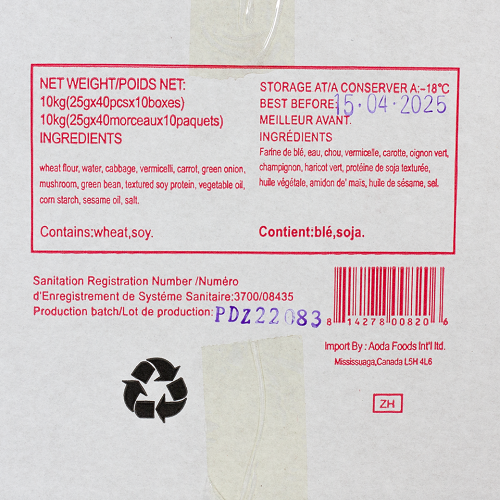 NET WEIGHT/POIDS NET:
10kg(25gx40pcsx10boxes)
10kg(25gx40morceaux10paquets)
INGREDIENTS
wheat flour, water, cabbage, vermicelli, carrot, green onion,
mushroom, green bean, textured soy protein, vegetable oil,
corn starch, sesame oil, salt.
Contains:wheat,soy.
STORAGE AT/A CONSERVER A:-18℃
BEST BEFORE: 15·04·2025
MEILLEUR AVANT.
INGRÉDIENTS
Farine de blé, eau, chou, vermicelle, carotte, oignon vert,
champignon, haricot vert, protéine de soja texturée,
huile végétale, amidon de' mais, huile de sésame, sel.
Contient:blé,soja.
Sanitation Registration Number /Numéro
d'Enregistrement de Systéme Sanitaire:3700/08435
Production batch/Lot de production: PDZ22083
8 14278 00820 6
Import By : Aoda Foods Int'l ltd.
Mississuaga,Canada L5H 4L6
ZH